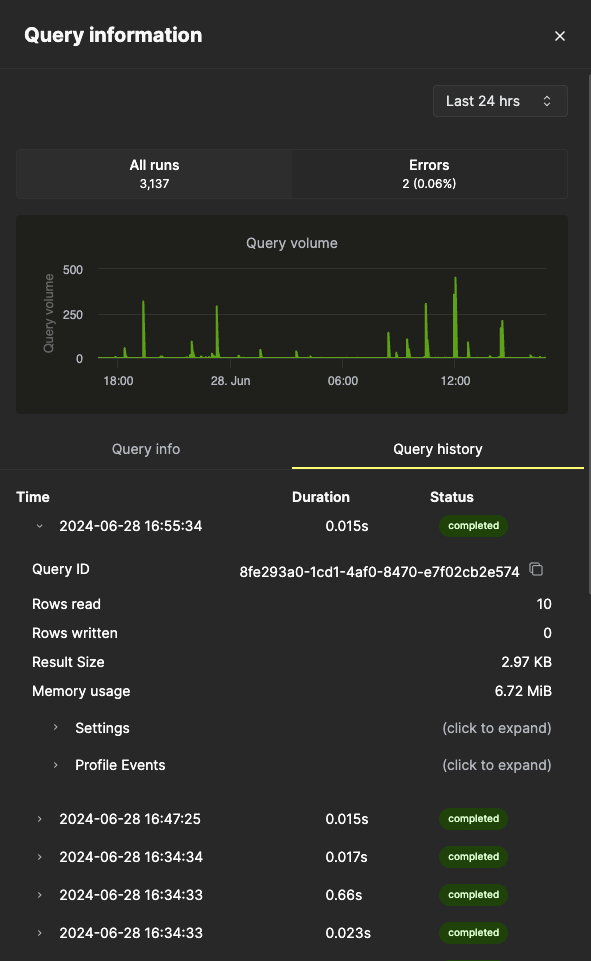 Query information
Last 24 hrs
All runs
3,137
Errors
2 (0.06%)
Query volume
Query volume
500
250
0
18:00 28. Jun 06:00 12:00
Query info Query history
Time Duration Status
2024-06-28 16:55:34 0.015s completed
Query ID 8fe293a0-1cd1-4af0-8470-e7f02cb2e574
Rows read 10
Rows written 0
Result Size 2.97 KB
Memory usage 6.72 MiB
Settings (click to expand)
Profile Events (click to expand)
2024-06-28 16:47:25 0.015s completed
2024-06-28 16:34:34 0.017s completed
2024-06-28 16:34:33 0.66s completed
2024-06-28 16:34:33 0.023s completed